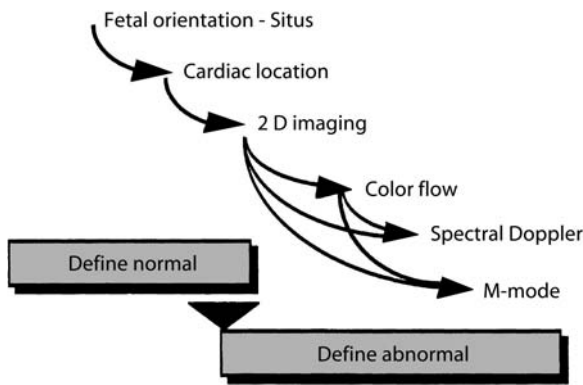 Fetal orientation - Situs
Cardiac location
2 D imaging
Color flow
Spectral Doppler
Define normal
M-mode
Define abnormal